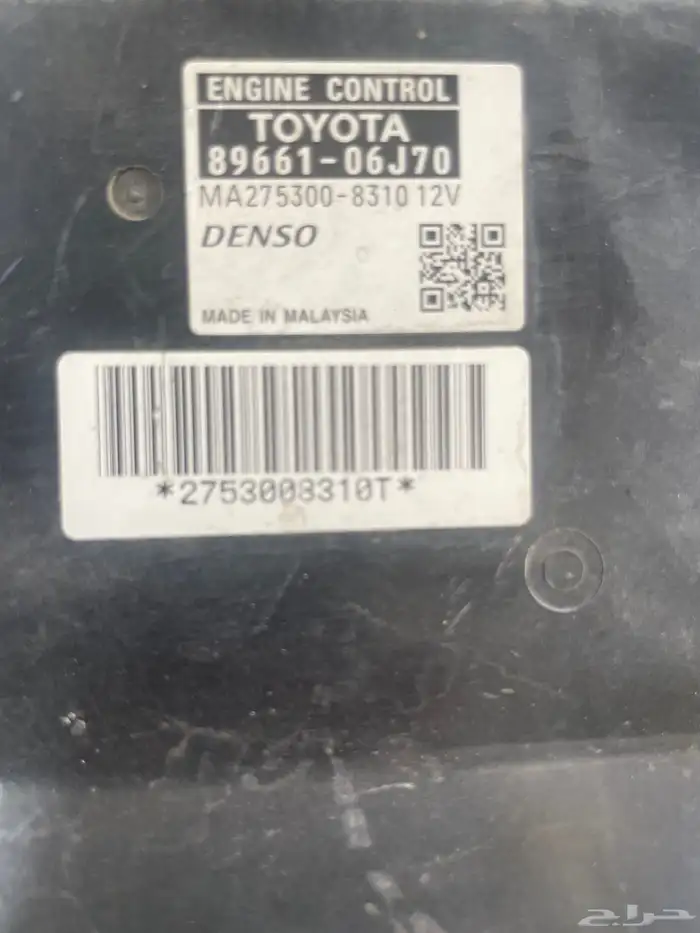 ENGINE CONTROL
TOYOTA
89661-06J70
MA275300-8310 12V
DENSO
MADE IN MALAYSIA
*2753008310T*
حراج